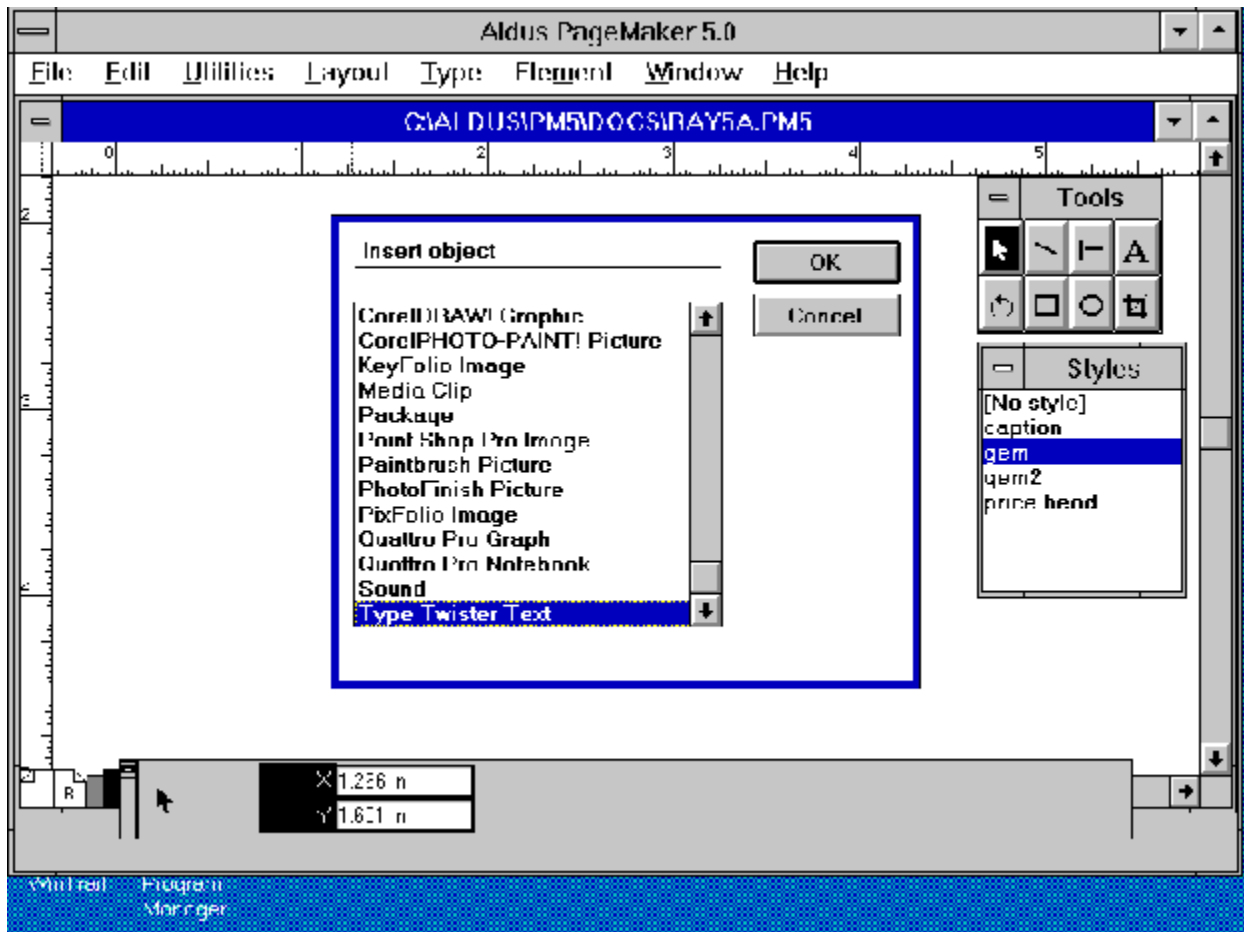 Aldus PageMaker 5.0
File Edit Utilities Layout Type Element Window Help
C:\ALDUS\PM5\DOCS\RAY5A.PM5
0 1 2 3 4 5
Tools
A
Insert object
OK
Cancel
CorelDRAW! Graphic
CorelPHOTO-PAINT! Picture
KeyFolio Image
Media Clip
Package
Paint Shop Pro Image
Paintbrush Picture
PhotoFinish Picture
PixFolio Image
Quattro Pro Graph
Quattro Pro Notebook
Sound
Type Twister Text
Styles
[No style]
caption
gem
gem2
price head
2
3
R
X
Y
Program
Manager